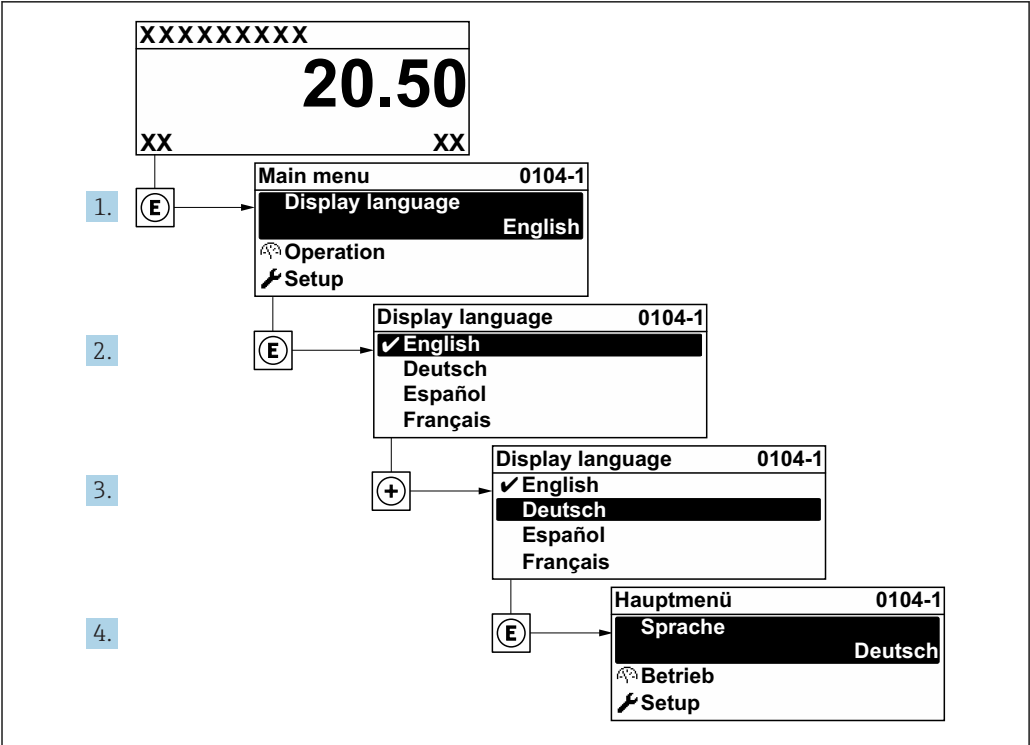 XXXXXXXXX
20.50
XX XX
Main menu 0104-1
1. E Display language
English
Operation
Setup
Display language 0104-1
2. E ✔English
Deutsch
Español
Français
Display language 0104-1
3. + ✔English
Deutsch
Español
Français
Hauptmenü 0104-1
4. E Sprache
Deutsch
Betrieb
Setup